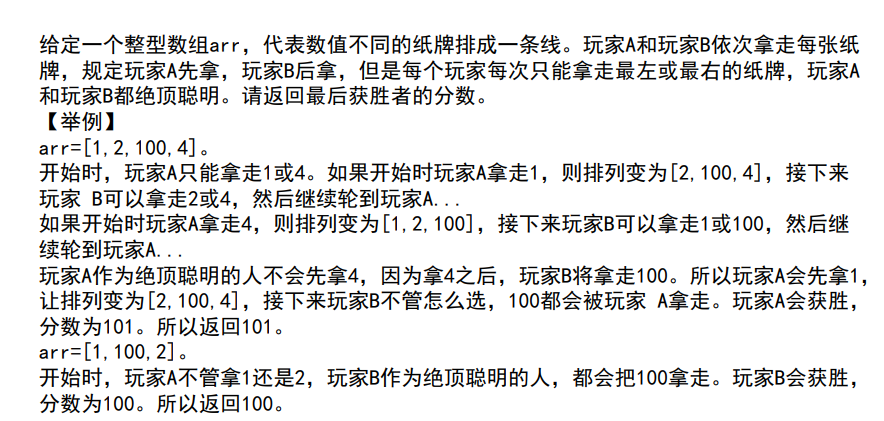 给定一个整型数组arr，代表数值不同的纸牌排成一条线。玩家A和玩家B依次拿走每张纸
牌，规定玩家A先拿，玩家B后拿，但是每个玩家每次只能拿走最左或最右的纸牌，玩家A
和玩家B都绝顶聪明。请返回最后获胜者的分数。
【举例】
arr=[1,2,100,4]。
开始时，玩家A只能拿走1或4。如果开始时玩家A拿走1，则排列变为[2,100,4]，接下来
玩家 B可以拿走2或4，然后继续轮到玩家A...
如果开始时玩家A拿走4，则排列变为[1,2,100]，接下来玩家B可以拿走1或100，然后继
续轮到玩家A...
玩家A作为绝顶聪明的人不会先拿4，因为拿4之后，玩家B将拿走100。所以玩家A会先拿1，
让排列变为[2,100,4]，接下来玩家B不管怎么选，100都会被玩家 A拿走。玩家A会获胜，
分数为101。所以返回101。
arr=[1,100,2]。
开始时，玩家A不管拿1还是2，玩家B作为绝顶聪明的人，都会把100拿走。玩家B会获胜，
分数为100。所以返回100。